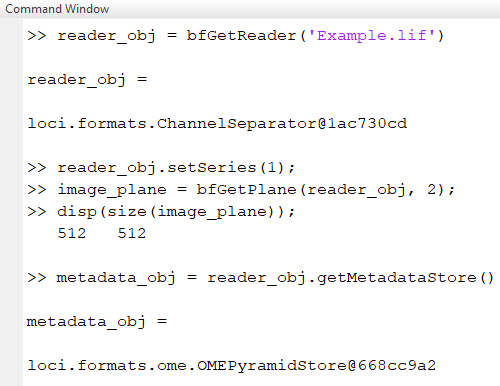 Command Window
>> reader_obj = bfGetReader('Example.lif')
reader_obj =
loci.formats.ChannelSeparator@1ac730cd
>> reader_obj.setSeries(1);
>> image_plane = bfGetPlane(reader_obj, 2);
>> disp(size(image_plane));
512   512
>> metadata_obj = reader_obj.getMetadataStore()
metadata_obj =
loci.formats.ome.OMEPyramidStore@668cc9a2